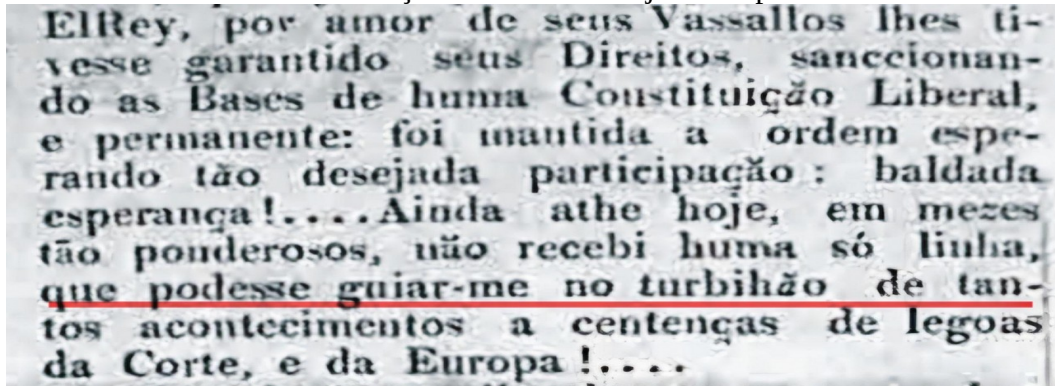 ElRey, por amor de seus Vassallos lhes ti-
vesse garantido seus Direitos, sanccionan-
do as Bases de huma Constituição Liberal,
e permanente: foi mantida a ordem espe-
rando tão desejada participação: baldada
esperança!....Ainda athe hoje, em mezes
tão ponderosos, não recebi huma só linha,
que podesse guiar-me no turbihão de tan-
tos acontecimentos a centenças de legoas
da Corte, e da Europa!....